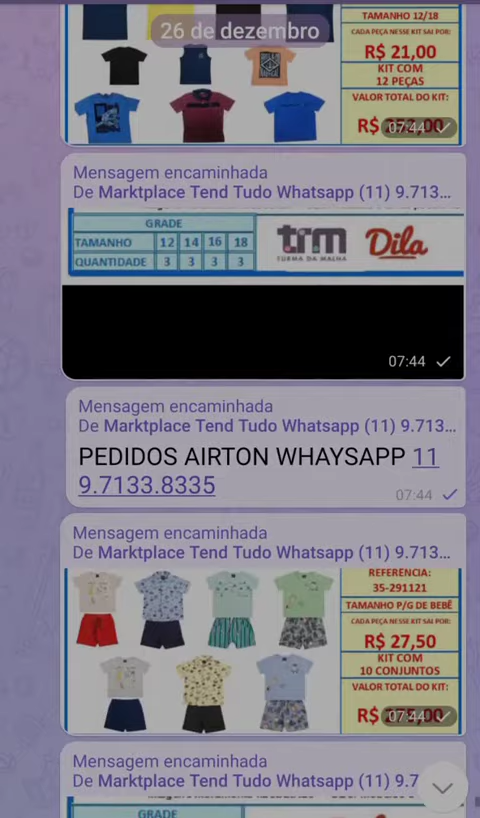 TAMANHO 12/18
26 de dezembro
CADA PEÇA NESSE KIT SAI POR:
R$ 21,00
KIT COM
12 PEÇAS
VALOR TOTAL DO KIT:
R$
07:44
Mensagem encaminhada
De Marktplace Tend Tudo Whatsapp (11) 9.713...
GRADE
TAMANHO 12 14 16 18
QUANTIDADE 3 3 3 3
trm
TURMA DA MALHA
Dila
07:44
Mensagem encaminhada
De Marktplace Tend Tudo Whatsapp (11) 9.713...
PEDIDOS AIRTON WHAYSAPP 11
9.7133.8335
07:44
Mensagem encaminhada
De Marktplace Tend Tudo Whatsapp (11) 9.713...
REFERENCIA:
35-291121
TAMANHO P/G DE BEBÊ
CADA PEÇA NESSE KIT SAI POR:
R$ 27,50
KIT COM
10 CONJUNTOS
VALOR TOTAL DO KIT:
R$
07:44
Mensagem encaminhada
De Marktplace Tend Tudo Whatsapp (11) 9.7
GRADE